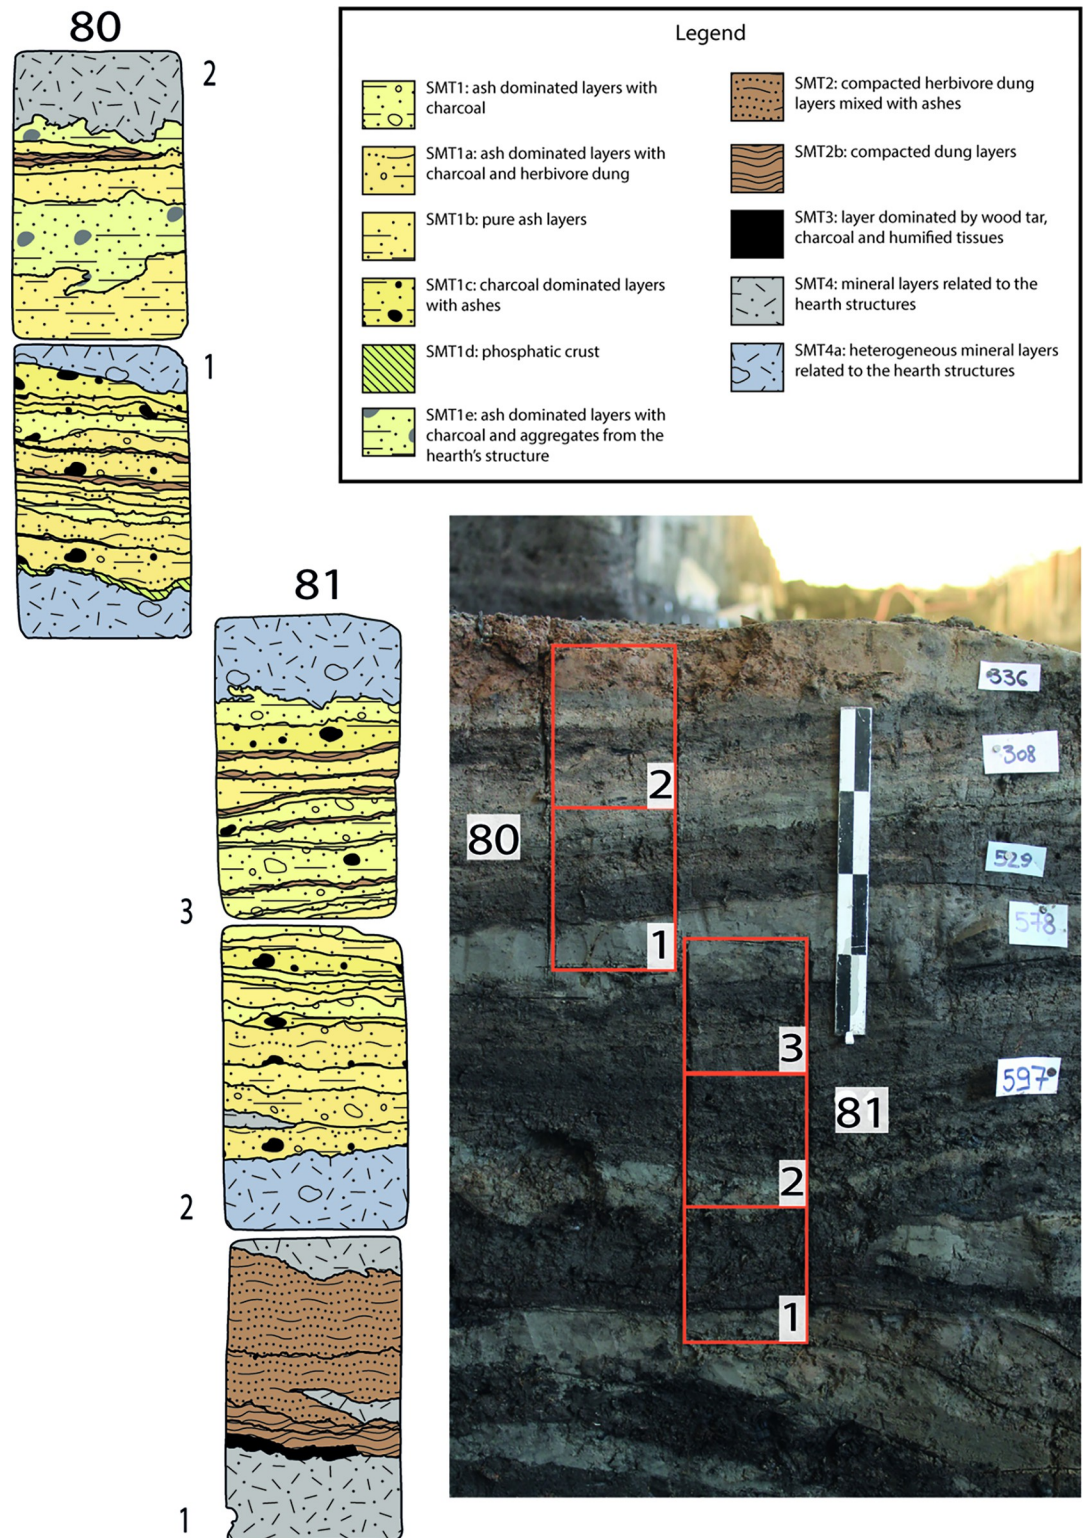 80
2
1
81
3
2
1
Legend
SMT1: ash dominated layers with
charcoal
SMT1a: ash dominated layers with
charcoal and herbivore dung
SMT1b: pure ash layers
SMT1c: charcoal dominated layers
with ashes
SMT1d: phosphatic crust
SMT1e: ash dominated layers with
charcoal and aggregates from the
hearth's structure
SMT2: compacted herbivore dung
layers mixed with ashes
SMT2b: compacted dung layers
SMT3: layer dominated by wood tar,
charcoal and humified tissues
SMT4: mineral layers related to the
hearth structures
SMT4a: heterogeneous mineral layers
related to the hearth structures
336
308
2
80
529
578
1
3
597
81
2
1